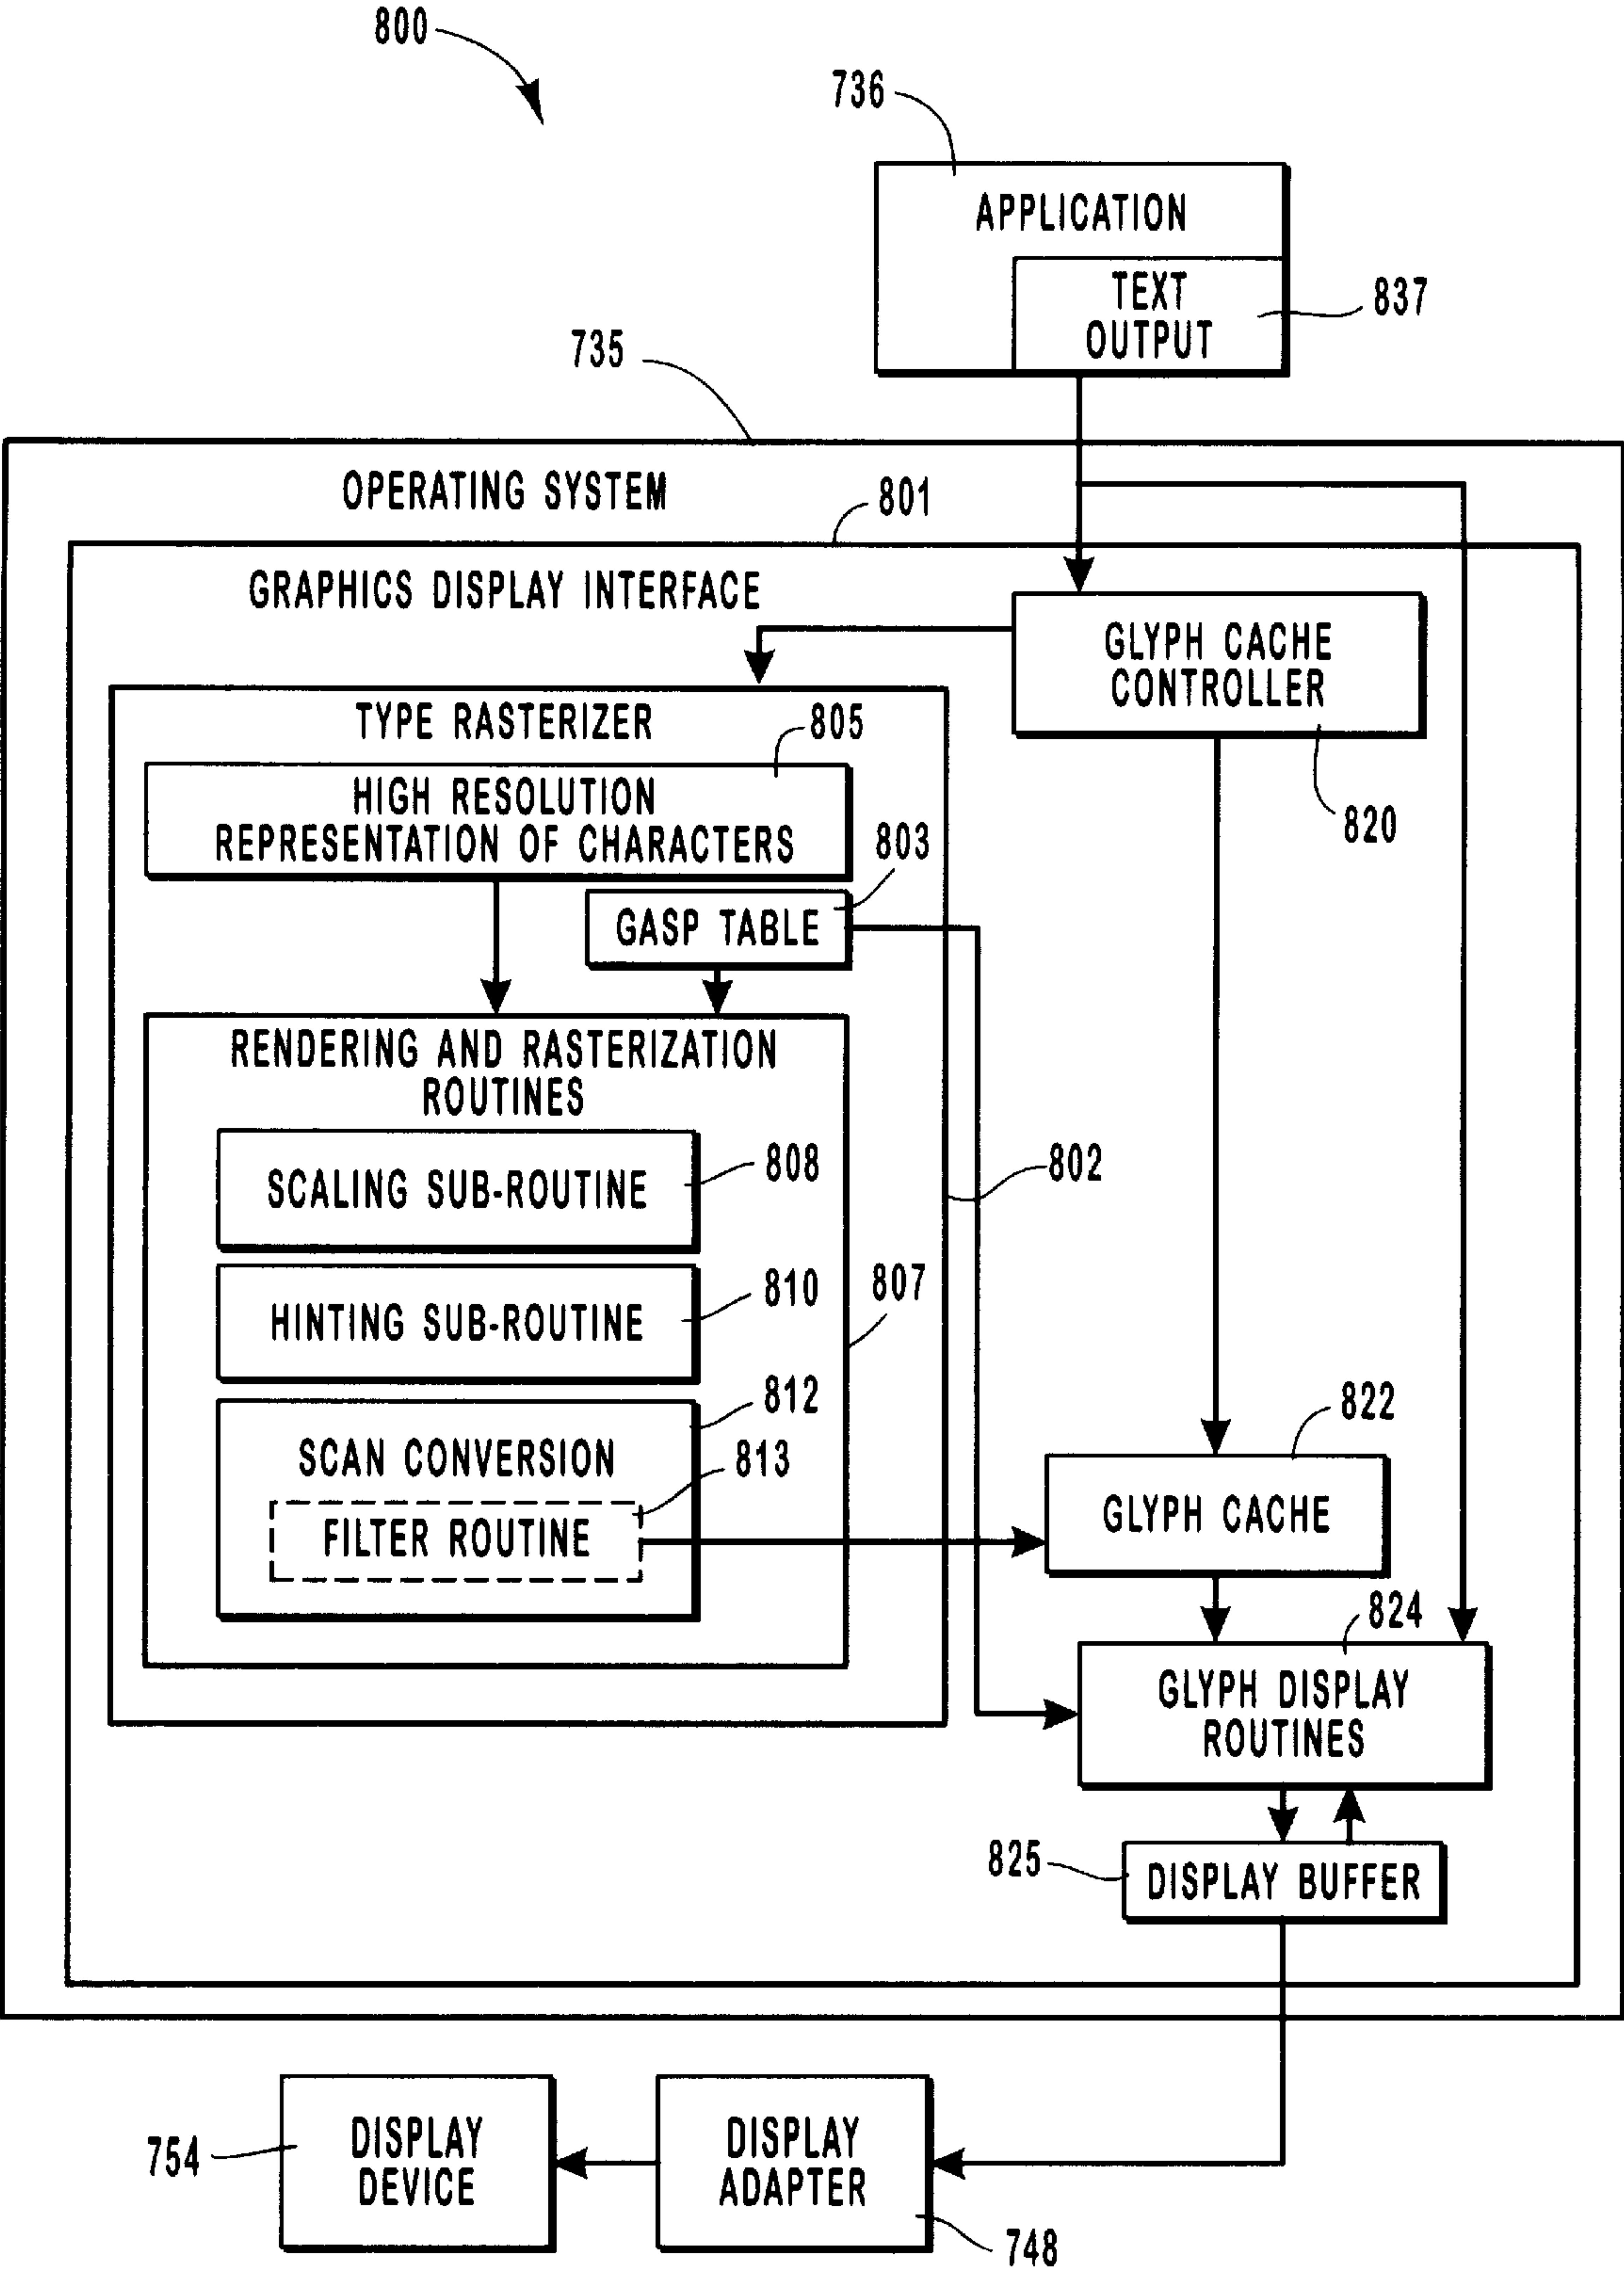 800
736
APPLICATION
TEXT
OUTPUT
837
735
OPERATING SYSTEM
801
GRAPHICS DISPLAY INTERFACE
GLYPH CACHE
CONTROLLER
820
TYPE RASTERIZER
805
HIGH RESOLUTION
REPRESENTATION OF CHARACTERS
803
GASP TABLE
RENDERING AND RASTERIZATION
ROUTINES
SCALING SUB-ROUTINE
808
802
HINTING SUB-ROUTINE
810
807
812
SCAN CONVERSION
813
FILTER ROUTINE
822
GLYPH CACHE
824
GLYPH DISPLAY
ROUTINES
825
DISPLAY BUFFER
754
DISPLAY
DEVICE
DISPLAY
ADAPTER
748